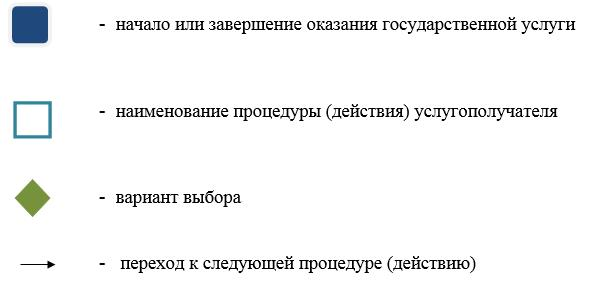 - начало или завершение оказания государственной услуги
- наименование процедуры (действия) услугополучателя
- вариант выбора
- переход к следующей процедуре (действию)